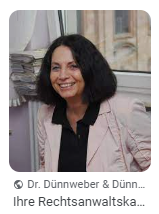 Dr. Dünnweber & Dünn...
Ihre Rechtsanwaltska...